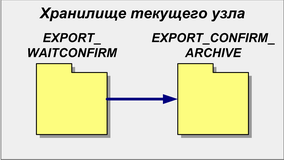 Хранилище текущего узла
EXPORT_
WAITCONFIRM
EXPORT_CONFIRM_
ARCHIVE